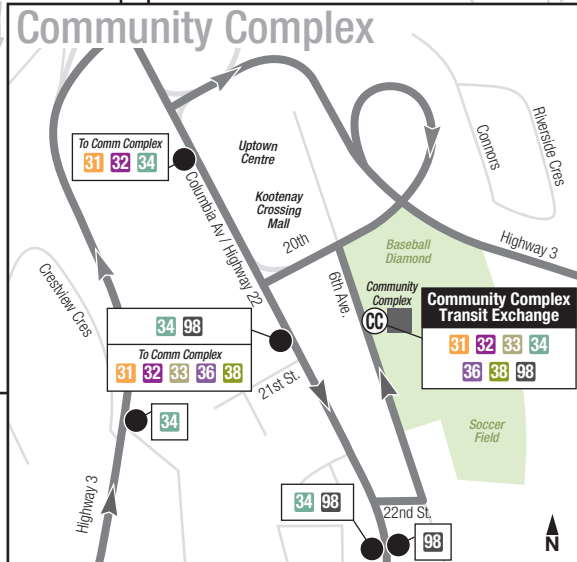 Community Complex
To Comm Complex
31 32 34
Uptown
Centre
Kootenay
Crossing
Mall
Columbia Av / Highway 22
20th
Connors
Riverside Cres
Highway 3
Baseball
Diamond
6th Ave.
Community
Complex
CC
Community Complex
Transit Exchange
31 32 33 34
36 38 98
Crestview Cres
34 98
To Comm Complex
31 32 33 36 38
21st St.
34
Soccer
Field
Highway 3
34 98
22nd St.
98
N